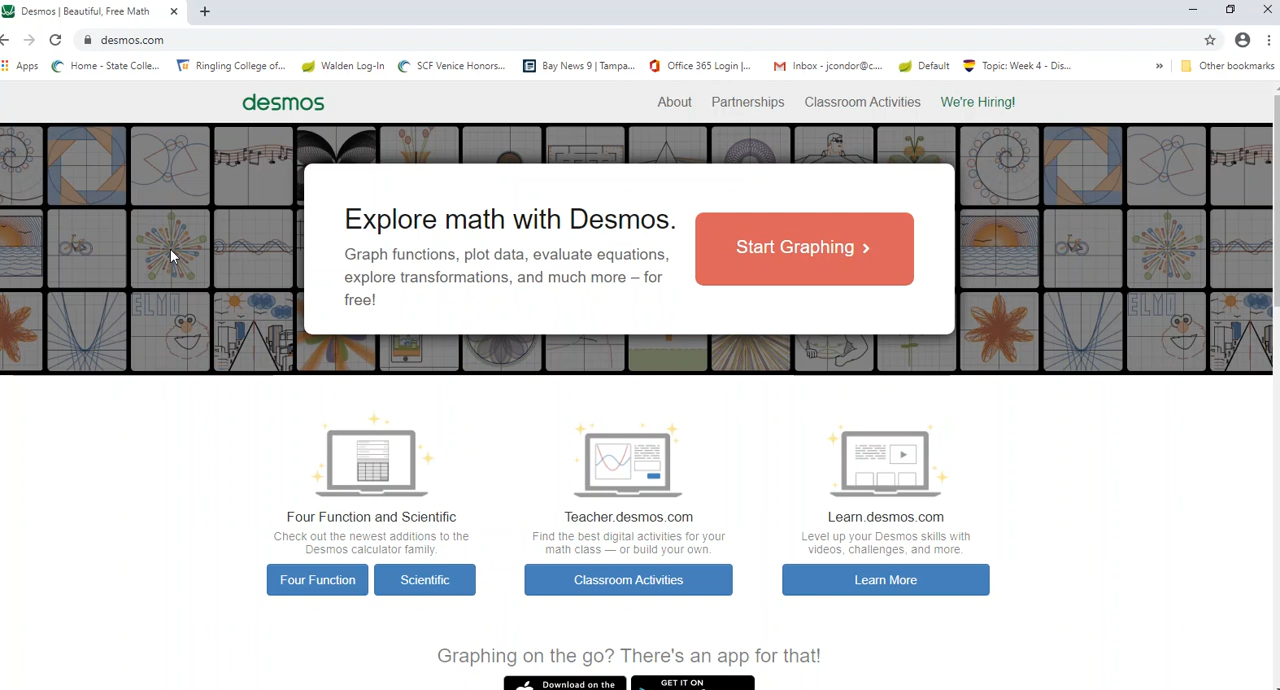 Desmos | Beautiful, Free Math
desmos.com
Apps
Home - State Colle...
Ringling College of...
Walden Log-In
SCF Venice Honors...
Bay News 9 | Tampa...
Office 365 Login |...
Inbox - jcondor@c....
Default
Topic: Week 4 - Dis...
»
Other bookmarks
desmos
About
Partnerships
Classroom Activities
We're Hiring!
ELMO
ELMO
Explore math with Desmos.
Graph functions, plot data, evaluate equations,
explore transformations, and much more – for
free!
Start Graphing ›
Four Function and Scientific
Check out the newest additions to the
Desmos calculator family.
Four Function
Scientific
Teacher.desmos.com
Find the best digital activities for your
math class — or build your own.
Classroom Activities
Learn.desmos.com
Level up your Desmos skills with
videos, challenges, and more.
Learn More
Graphing on the go? There's an app for that!
Download on the
GET IT ON